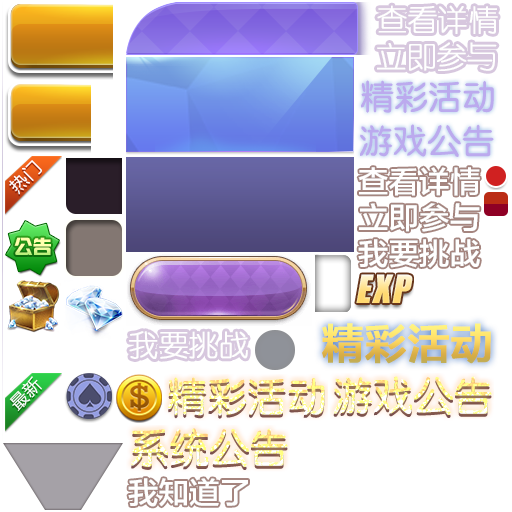 查看详情
立即参与
精彩活动
游戏公告
热门
查看详情
立即参与
公告
我要挑战
EXP
我要挑战
精彩活动
最新
$
精彩活动 游戏公告
系统公告
我知道了